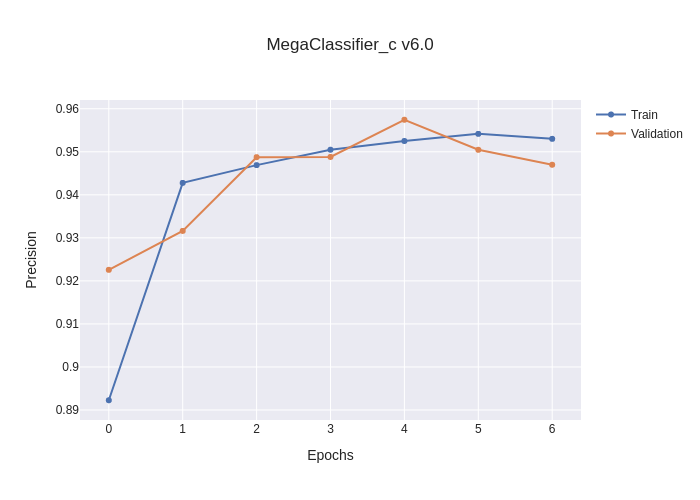 MegaClassifier_c v6.0
Train
Validation
Precision
0.96
0.95
0.94
0.93
0.92
0.91
0.9
0.89
0 1 2 3 4 5 6
Epochs